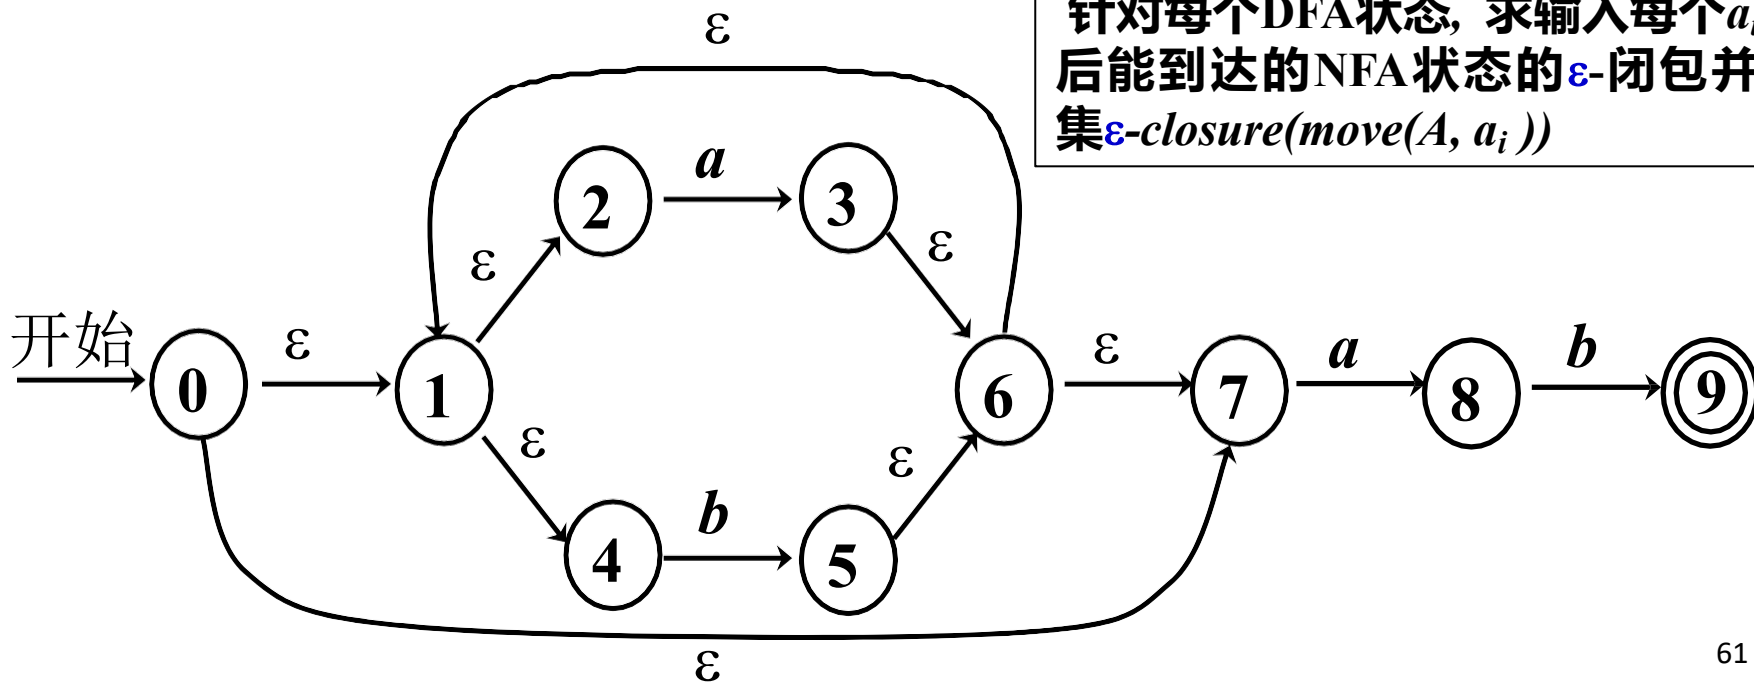 ε
针对每个DFA状态, 求输入每个aᵢ
后能到达的NFA状态的ε-闭包并
集ε-closure(move(A, aᵢ ))
2
a
3
ε
ε
开始
0
ε
1
6
ε
7
a
8
b
9
ε
ε
4
b
5
ε
61